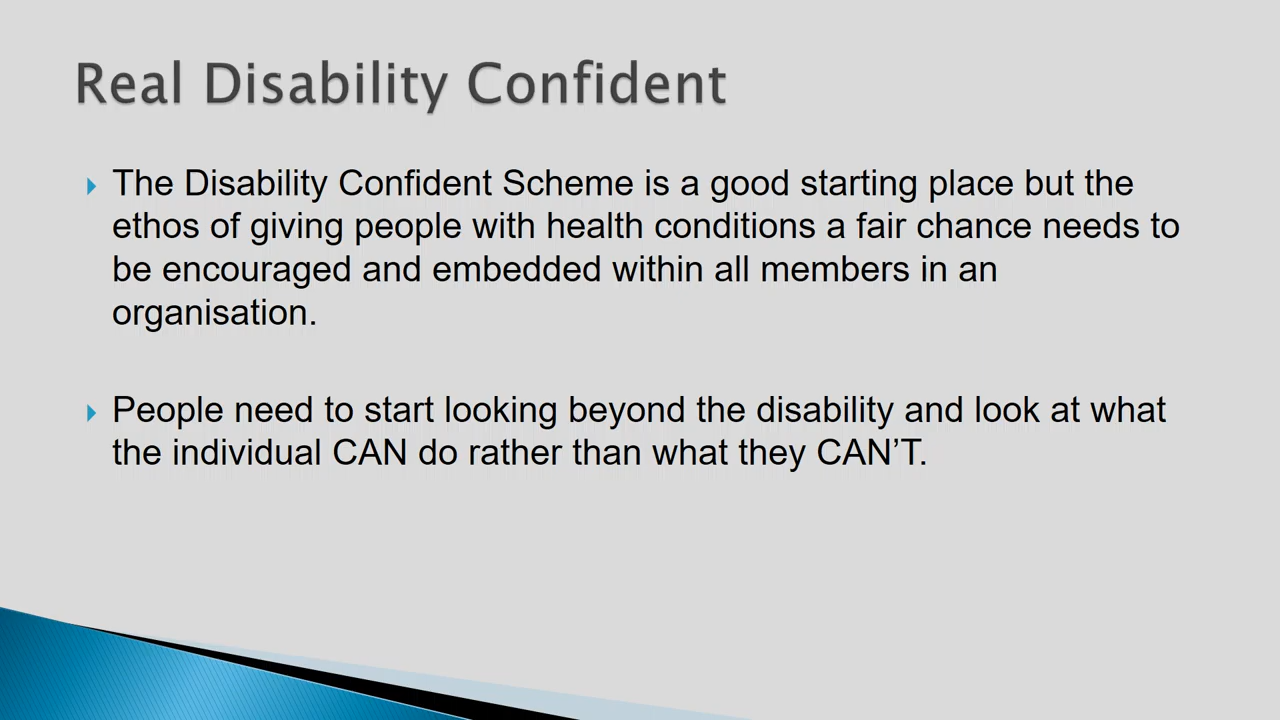 Real Disability Confident
The Disability Confident Scheme is a good starting place but the
ethos of giving people with health conditions a fair chance needs to
be encouraged and embedded within all members in an
organisation.
People need to start looking beyond the disability and look at what
the individual CAN do rather than what they CAN’T.